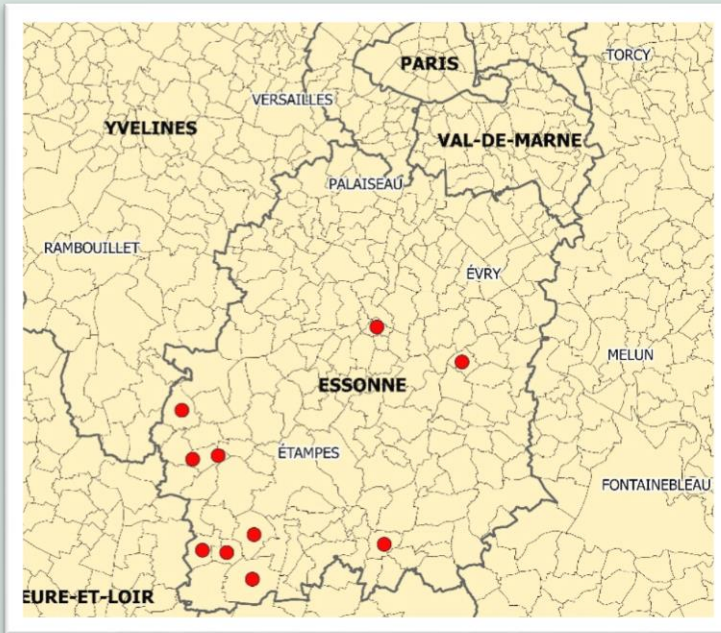 PARIS
TORCY
VERSAILLES
YVELINES
VAL-DE-MARNE
PALAISEAU
RAMBOUILLET
ÉVRY
MELUN
ESSONNE
ÉTAMPES
FONTAINEBLEAU
EURE-ET-LOIR